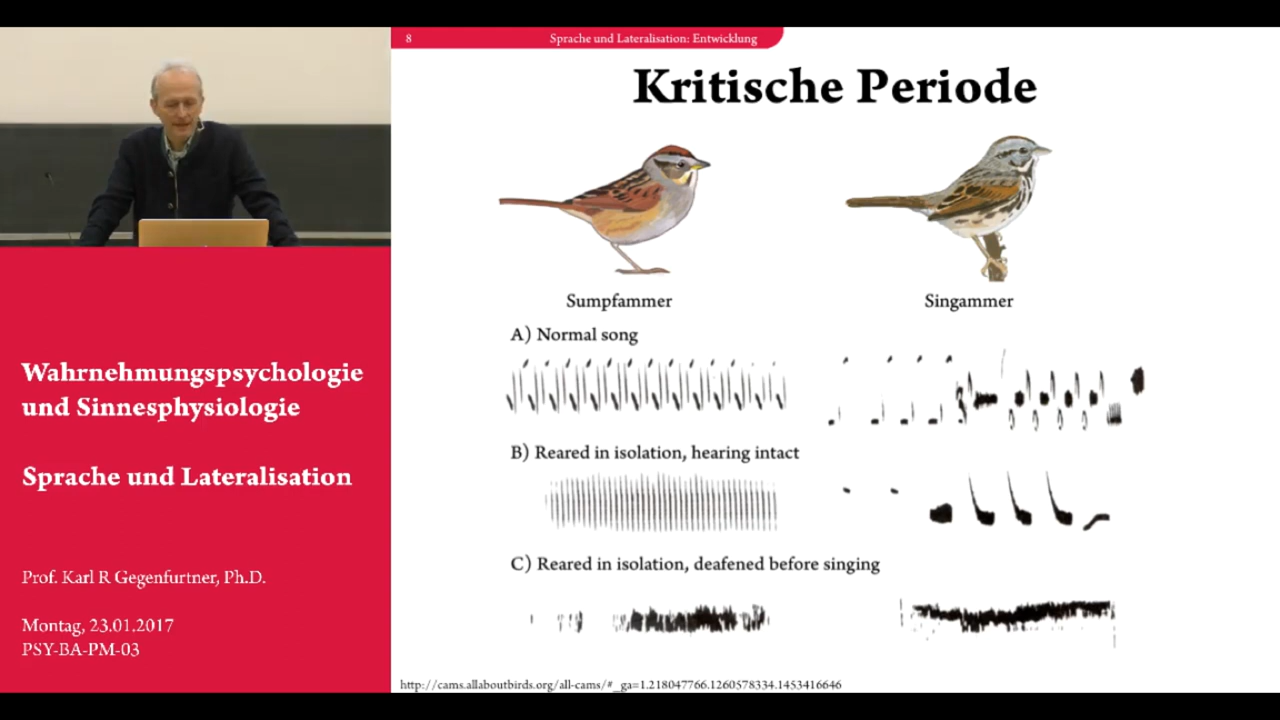 8
Sprache und Lateralisation: Entwicklung
Kritische Periode
Sumpfammer
Singammer
A) Normal song
B) Reared in isolation, hearing intact
C) Reared in isolation, deafened before singing
http://cams.allaboutbirds.org/all-cams/#_ga=1.218047766.1260578334.1453416646
Wahrnehmungspsychologie
und Sinnesphysiologie
Sprache und Lateralisation
Prof. Karl R Gegenfurtner, Ph.D.
Montag, 23.01.2017
PSY-BA-PM-03